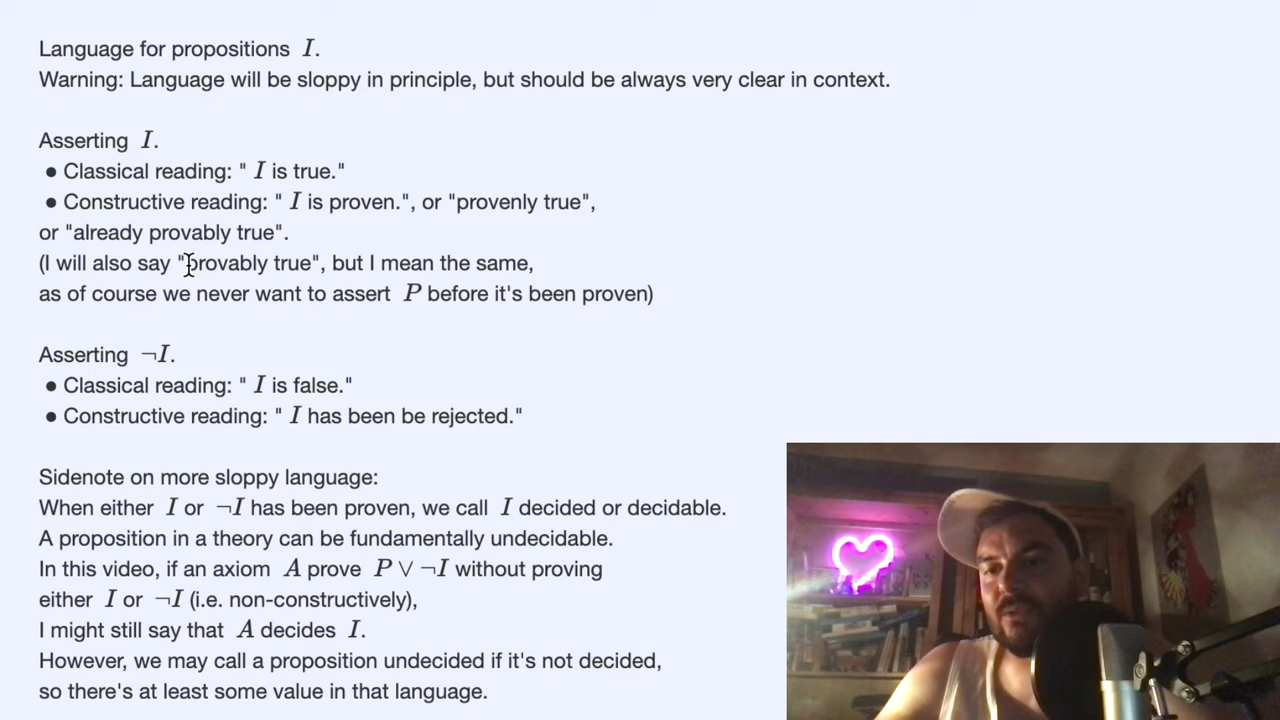 Language for propositions I.
Warning: Language will be sloppy in principle, but should be always very clear in context.
Asserting I.
● Classical reading: " I is true."
● Constructive reading: " I is proven.", or "provenly true",
or "already provably true".
(I will also say "provably true", but I mean the same,
as of course we never want to assert P before it's been proven)
Asserting ¬I.
● Classical reading: " I is false."
● Constructive reading: " I has been be rejected."
Sidenote on more sloppy language:
When either I or ¬I has been proven, we call I decided or decidable.
A proposition in a theory can be fundamentally undecidable.
In this video, if an axiom A prove P ∨ ¬I without proving
either I or ¬I (i.e. non-constructively),
I might still say that A decides I.
However, we may call a proposition undecided if it's not decided,
so there's at least some value in that language.